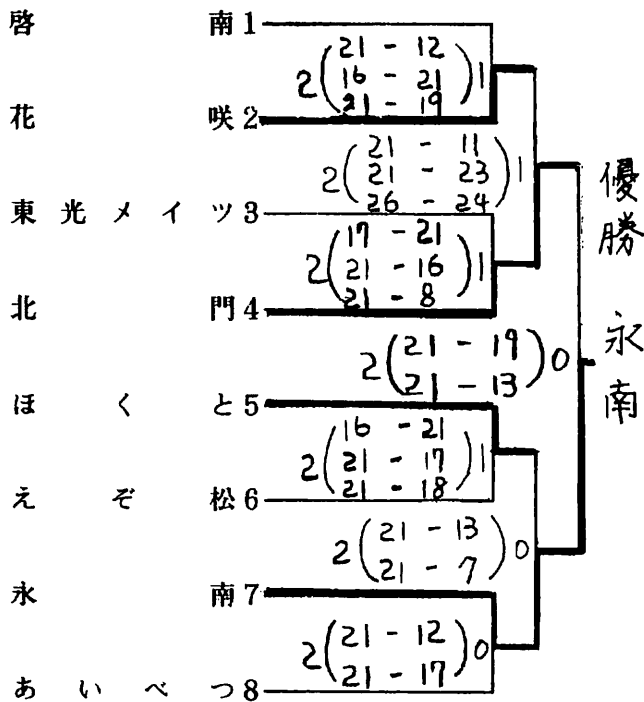 啓南1
2(21 - 12
16 - 21
21 - 19)1
花咲2
2(21 - 11
21 - 23
26 - 24)1
東光メイツ3
2(17 - 21
21 - 16
21 - 8)1
北門4
2(21 - 19
21 - 13)0
ほくと5
2(16 - 21
21 - 17
21 - 18)1
えぞ松6
2(21 - 13
21 - 7)0
永南7
2(21 - 12
21 - 17)0
あいべつ8
優勝 永南